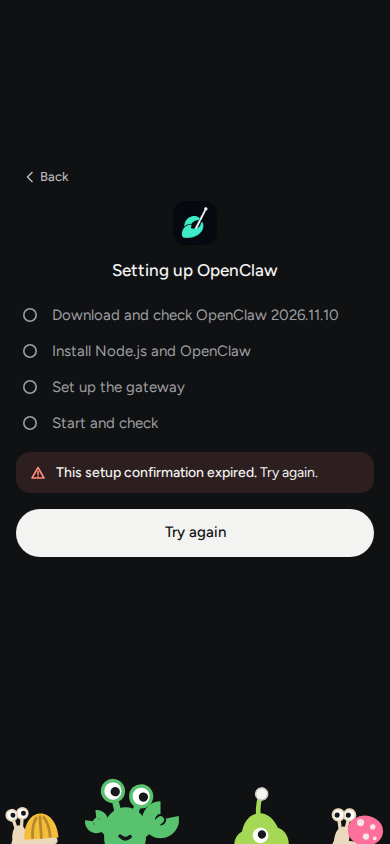 Back
Setting up OpenClaw
Download and check OpenClaw 2026.11.10
Install Node.js and OpenClaw
Set up the gateway
Start and check
This setup confirmation expired. Try again.
Try again